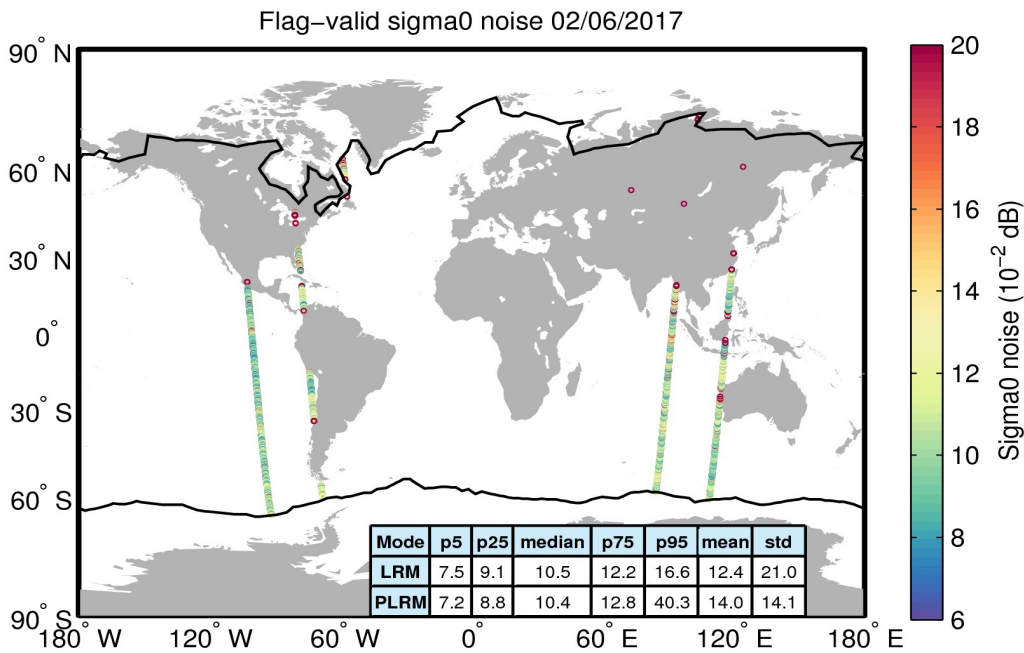 Flag−valid sigma0 noise 02/06/2017
90° N
60° N
30° N
0°
30° S
60° S
90° S
180° W
120° W
60° W
0°
60° E
120° E
180° E
Mode p5 p25 median p75 p95 mean std
LRM 7.5 9.1 10.5 12.2 16.6 12.4 21.0
PLRM 7.2 8.8 10.4 12.8 40.3 14.0 14.1
20
18
16
14
12
10
8
6
Sigma0 noise (10⁻² dB)